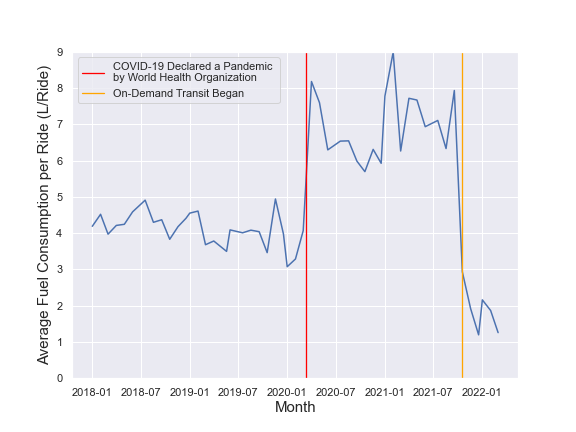 COVID-19 Declared a Pandemic
by World Health Organization
On-Demand Transit Began
Average Fuel Consumption per Ride (L/Ride)
9
8
7
6
5
4
3
2
1
0
2018-01 2018-07 2019-01 2019-07 2020-01 2020-07 2021-01 2021-07 2022-01
Month